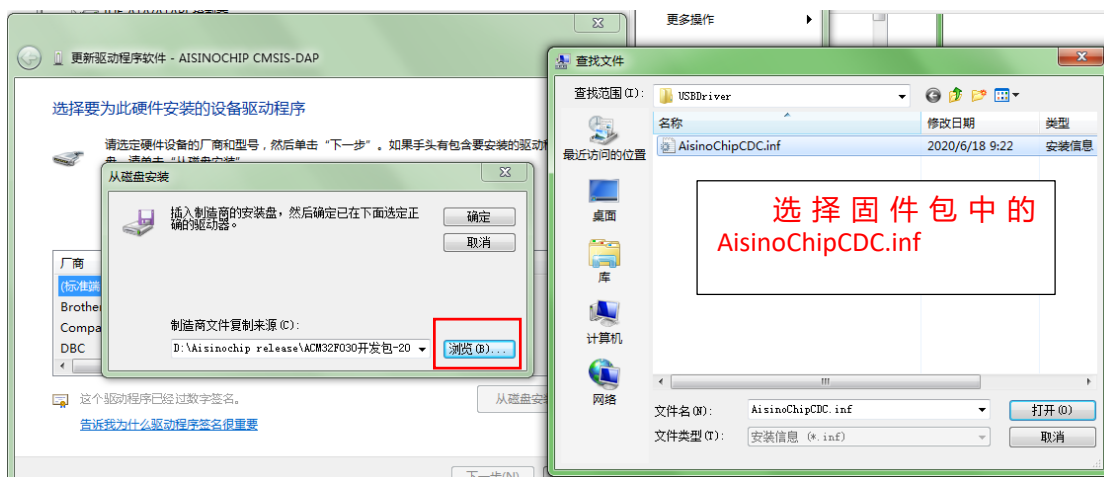 更多操作
更新驱动程序软件 - AISINOCHIP CMSIS-DAP
选择要为此硬件安装的设备驱动程序
请选定硬件设备的厂商和型号，然后单击“下一步”。如果手头有包含要安装的驱动
从磁盘安装
插入制造商的安装盘，然后确定已在下面选定正
确的驱动器。
确定
取消
厂商
(标准端
Brother
Compa
DBC
制造商文件复制来源(C):
D:\Aisinochip release\ACM32F030开发包-20
浏览(B)...
这个驱动程序已经过数字签名。
告诉我为什么驱动程序签名很重要
从磁盘安装
下一步(N)
查找文件
查找范围(I):
USBDriver
名称
修改日期
类型
AisinoChipCDC.inf
2020/6/18 9:22
安装信息
最近访问的位置
桌面
库
计算机
网络
选择固件包中的
AisinoChipCDC.inf
文件名(N):
AisinoChipCDC.inf
打开(O)
文件类型(T):
安装信息 (*.inf)
取消